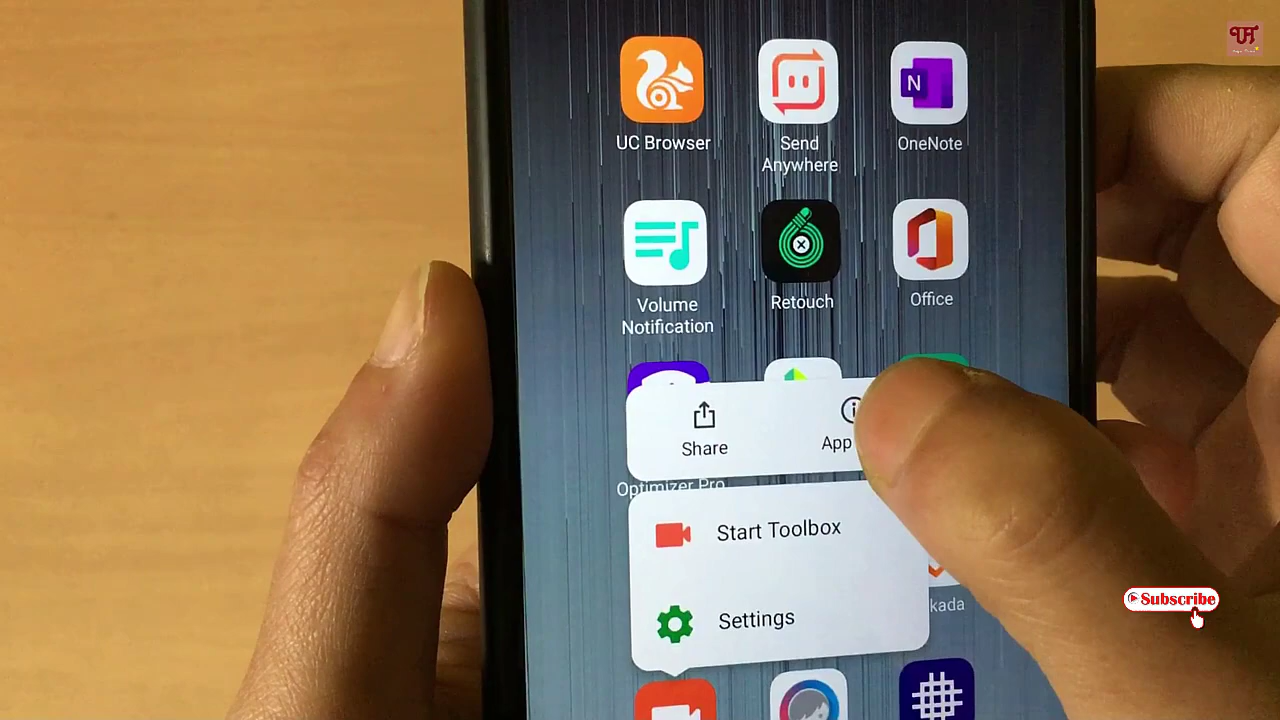 UC Browser
Send
Anywhere
OneNote
N
Volume
Notification
Retouch
Office
Share
App
Optimizer Pro
Start Toolbox
kada
Settings
Subscribe